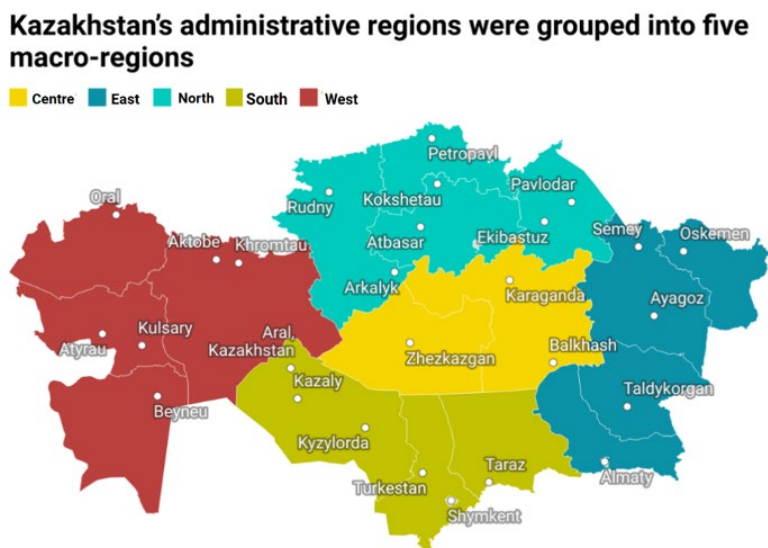 Kazakhstan’s administrative regions were grouped into five
macro-regions
Centre East North South West
Petropavl
Pavlodar
Kokshetau
Rudny
Oral
Semey
Oskemen
Atbasar
Ekibastuz
Aktobe
Khromtau
Arkalyk
Karaganda
Ayagoz
Kulsary
Aral,
Kazakhstan
Atyrau
Zhezkazgan
Balkhash
Kazaly
Taldykorgan
Beyneu
Kyzylorda
Taraz
Turkestan
Almaty
Shymkent